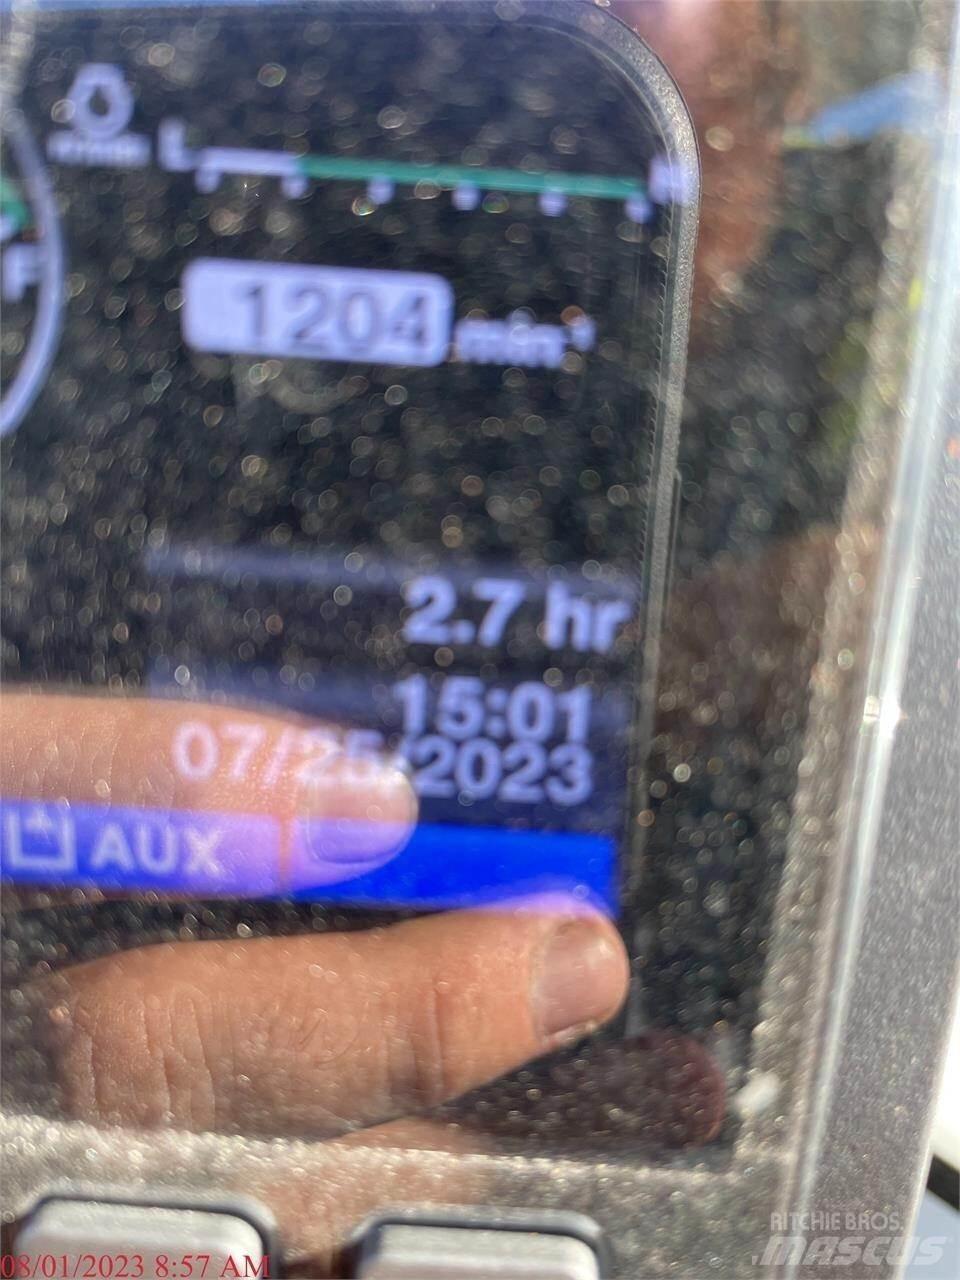 L H
F
1204 min⁻¹
2.7 hr
15:01
07/25/2023
AUX
RITCHIE BROS.
MASCUS
08/01/2023 8:57 AM